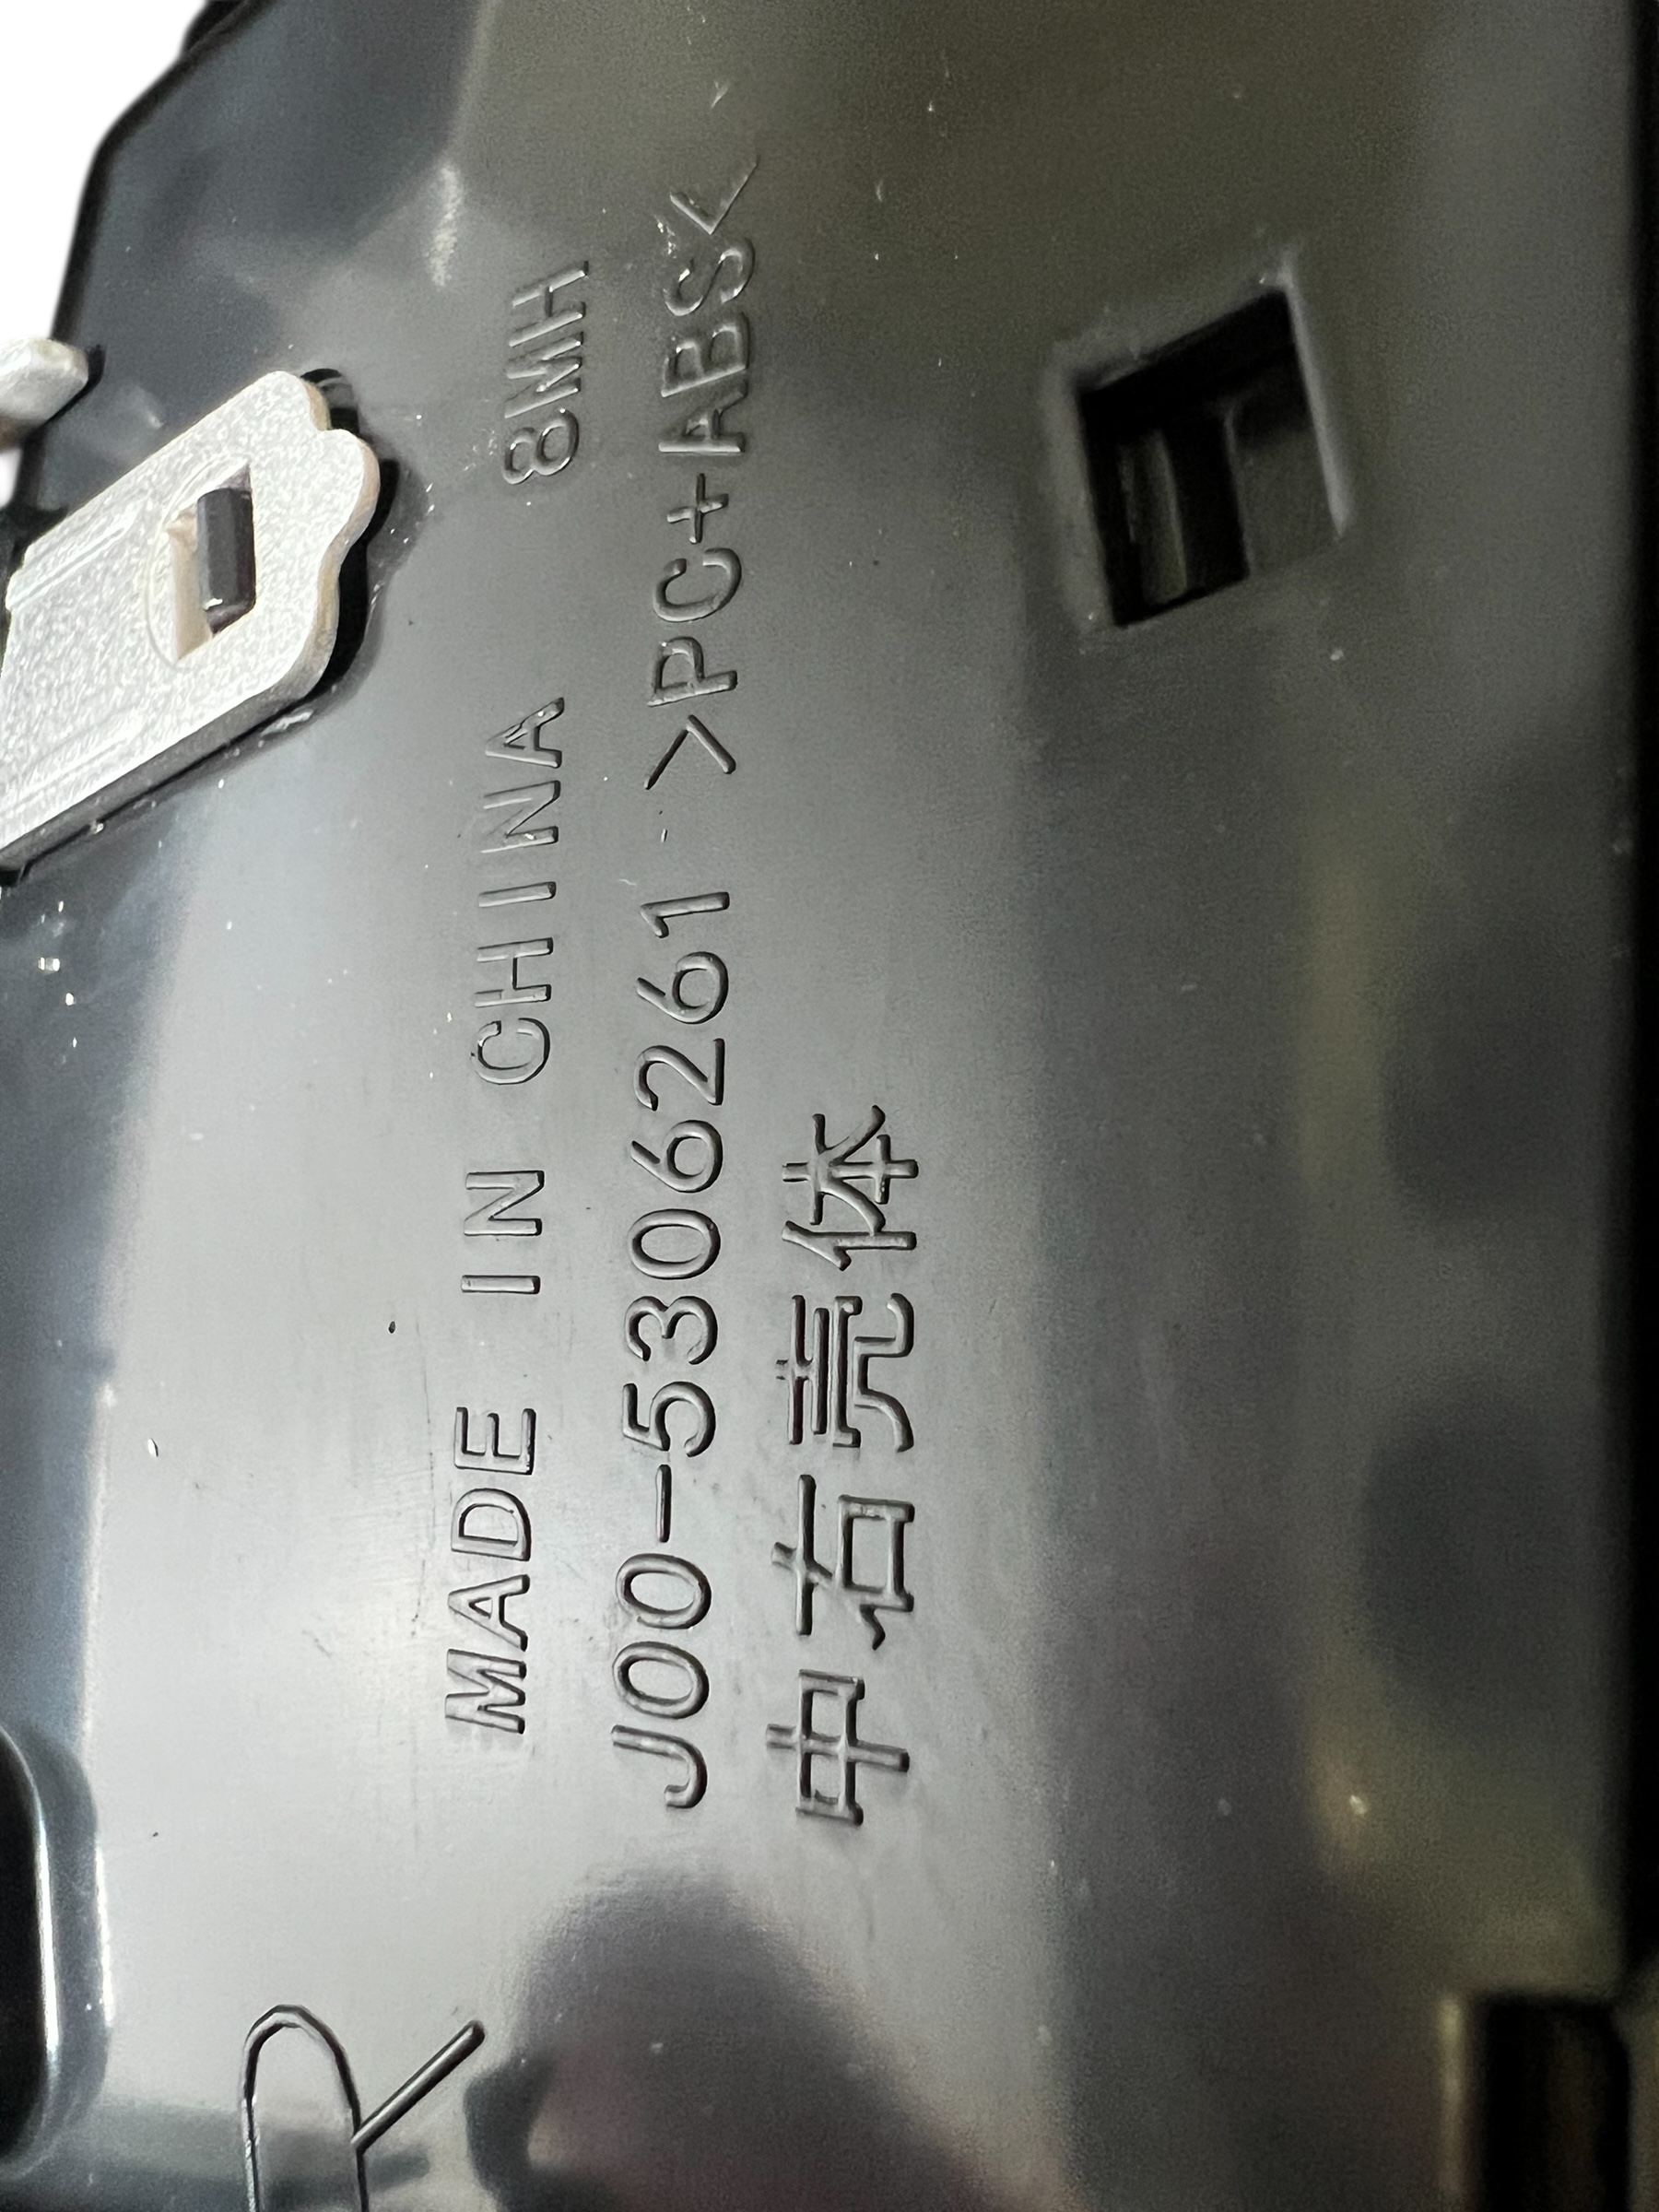 MADE IN CHINA 8MH
J00-5306261 >PC+ABS<
中右壳体
R